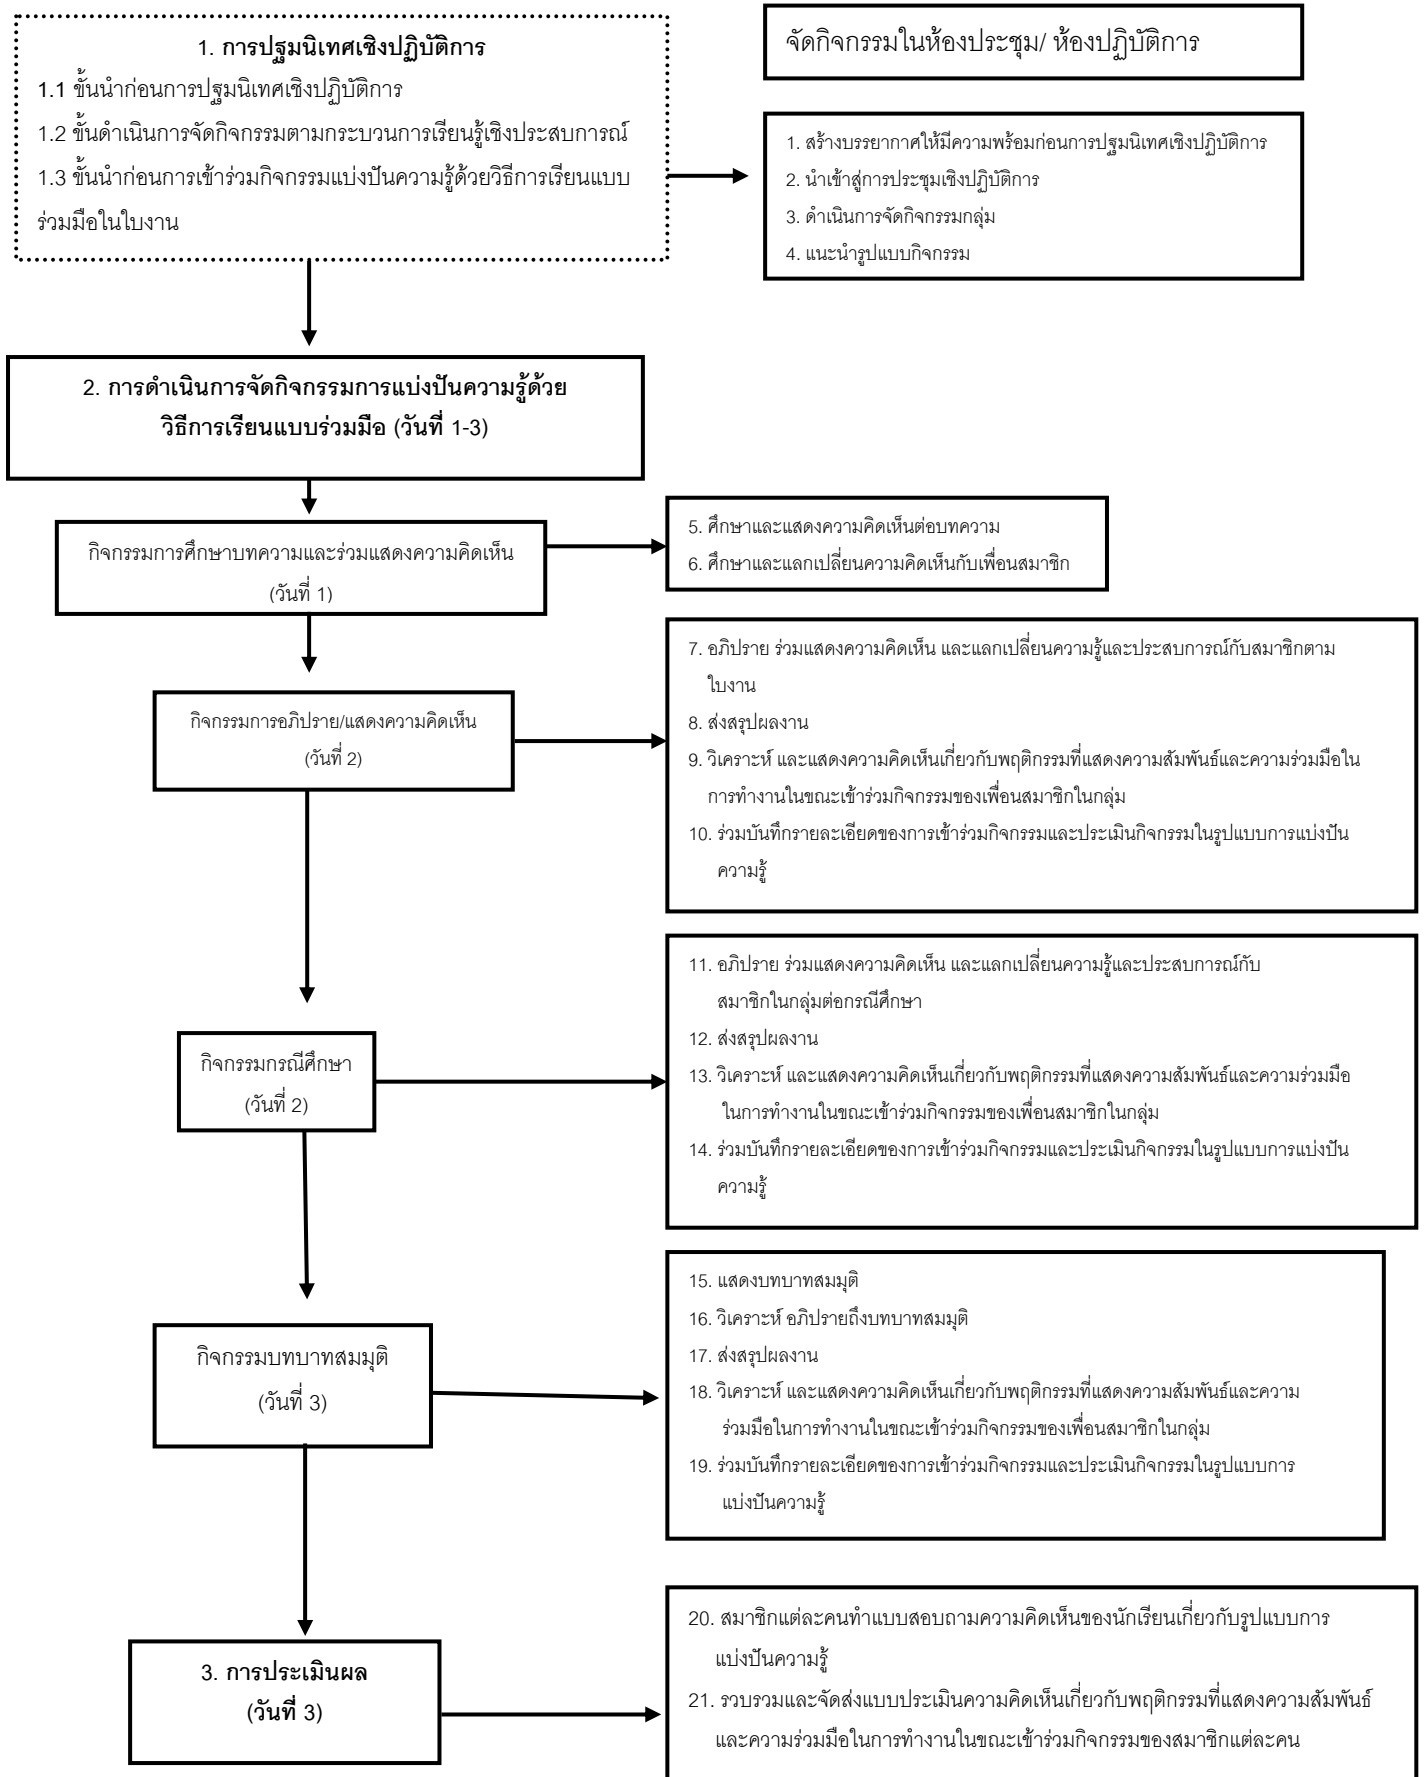 1. การปฐมนิเทศเชิงปฏิบัติการ
1.1 ขั้นนำก่อนการปฐมนิเทศเชิงปฏิบัติการ
1.2 ขั้นดำเนินการจัดกิจกรรมตามกระบวนการเรียนรู้เชิงประสบการณ์
1.3 ขั้นนำก่อนการเข้าร่วมกิจกรรมแบ่งปันความรู้ด้วยวิธีการเรียนแบบ
ร่วมมือในใบงาน
จัดกิจกรรมในห้องประชุม/ ห้องปฏิบัติการ
1. สร้างบรรยากาศให้มีความพร้อมก่อนการปฐมนิเทศเชิงปฏิบัติการ
2. นำเข้าสู่การประชุมเชิงปฏิบัติการ
3. ดำเนินการจัดกิจกรรมกลุ่ม
4. แนะนำรูปแบบกิจกรรม
2. การดำเนินการจัดกิจกรรมการแบ่งปันความรู้ด้วย
วิธีการเรียนแบบร่วมมือ (วันที่ 1-3)
กิจกรรมการศึกษาบทความและร่วมแสดงความคิดเห็น
(วันที่ 1)
5. ศึกษาและแสดงความคิดเห็นต่อบทความ
6. ศึกษาและแลกเปลี่ยนความคิดเห็นกับเพื่อนสมาชิก
กิจกรรมการอภิปราย/แสดงความคิดเห็น
(วันที่ 2)
7. อภิปราย ร่วมแสดงความคิดเห็น และแลกเปลี่ยนความรู้และประสบการณ์กับสมาชิกตาม
ใบงาน
8. ส่งสรุปผลงาน
9. วิเคราะห์ และแสดงความคิดเห็นเกี่ยวกับพฤติกรรมที่แสดงความสัมพันธ์และความร่วมมือใน
การทำงานในขณะเข้าร่วมกิจกรรมของเพื่อนสมาชิกในกลุ่ม
10. ร่วมบันทึกรายละเอียดของการเข้าร่วมกิจกรรมและประเมินกิจกรรมในรูปแบบการแบ่งปัน
ความรู้
กิจกรรมกรณีศึกษา
(วันที่ 2)
11. อภิปราย ร่วมแสดงความคิดเห็น และแลกเปลี่ยนความรู้และประสบการณ์กับ
สมาชิกในกลุ่มต่อกรณีศึกษา
12. ส่งสรุปผลงาน
13. วิเคราะห์ และแสดงความคิดเห็นเกี่ยวกับพฤติกรรมที่แสดงความสัมพันธ์และความร่วมมือ
ในการทำงานในขณะเข้าร่วมกิจกรรมของเพื่อนสมาชิกในกลุ่ม
14. ร่วมบันทึกรายละเอียดของการเข้าร่วมกิจกรรมและประเมินกิจกรรมในรูปแบบการแบ่งปัน
ความรู้
กิจกรรมบทบาทสมมุติ
(วันที่ 3)
15. แสดงบทบาทสมมุติ
16. วิเคราะห์ อภิปรายถึงบทบาทสมมุติ
17. ส่งสรุปผลงาน
18. วิเคราะห์ และแสดงความคิดเห็นเกี่ยวกับพฤติกรรมที่แสดงความสัมพันธ์และความ
ร่วมมือในการทำงานในขณะเข้าร่วมกิจกรรมของเพื่อนสมาชิกในกลุ่ม
19. ร่วมบันทึกรายละเอียดของการเข้าร่วมกิจกรรมและประเมินกิจกรรมในรูปแบบการ
แบ่งปันความรู้
3. การประเมินผล
(วันที่ 3)
20. สมาชิกแต่ละคนทำแบบสอบถามความคิดเห็นของนักเรียนเกี่ยวกับรูปแบบการ
แบ่งปันความรู้
21. รวบรวมและจัดส่งแบบประเมินความคิดเห็นเกี่ยวกับพฤติกรรมที่แสดงความสัมพันธ์
และความร่วมมือในการทำงานในขณะเข้าร่วมกิจกรรมของสมาชิกแต่ละคน